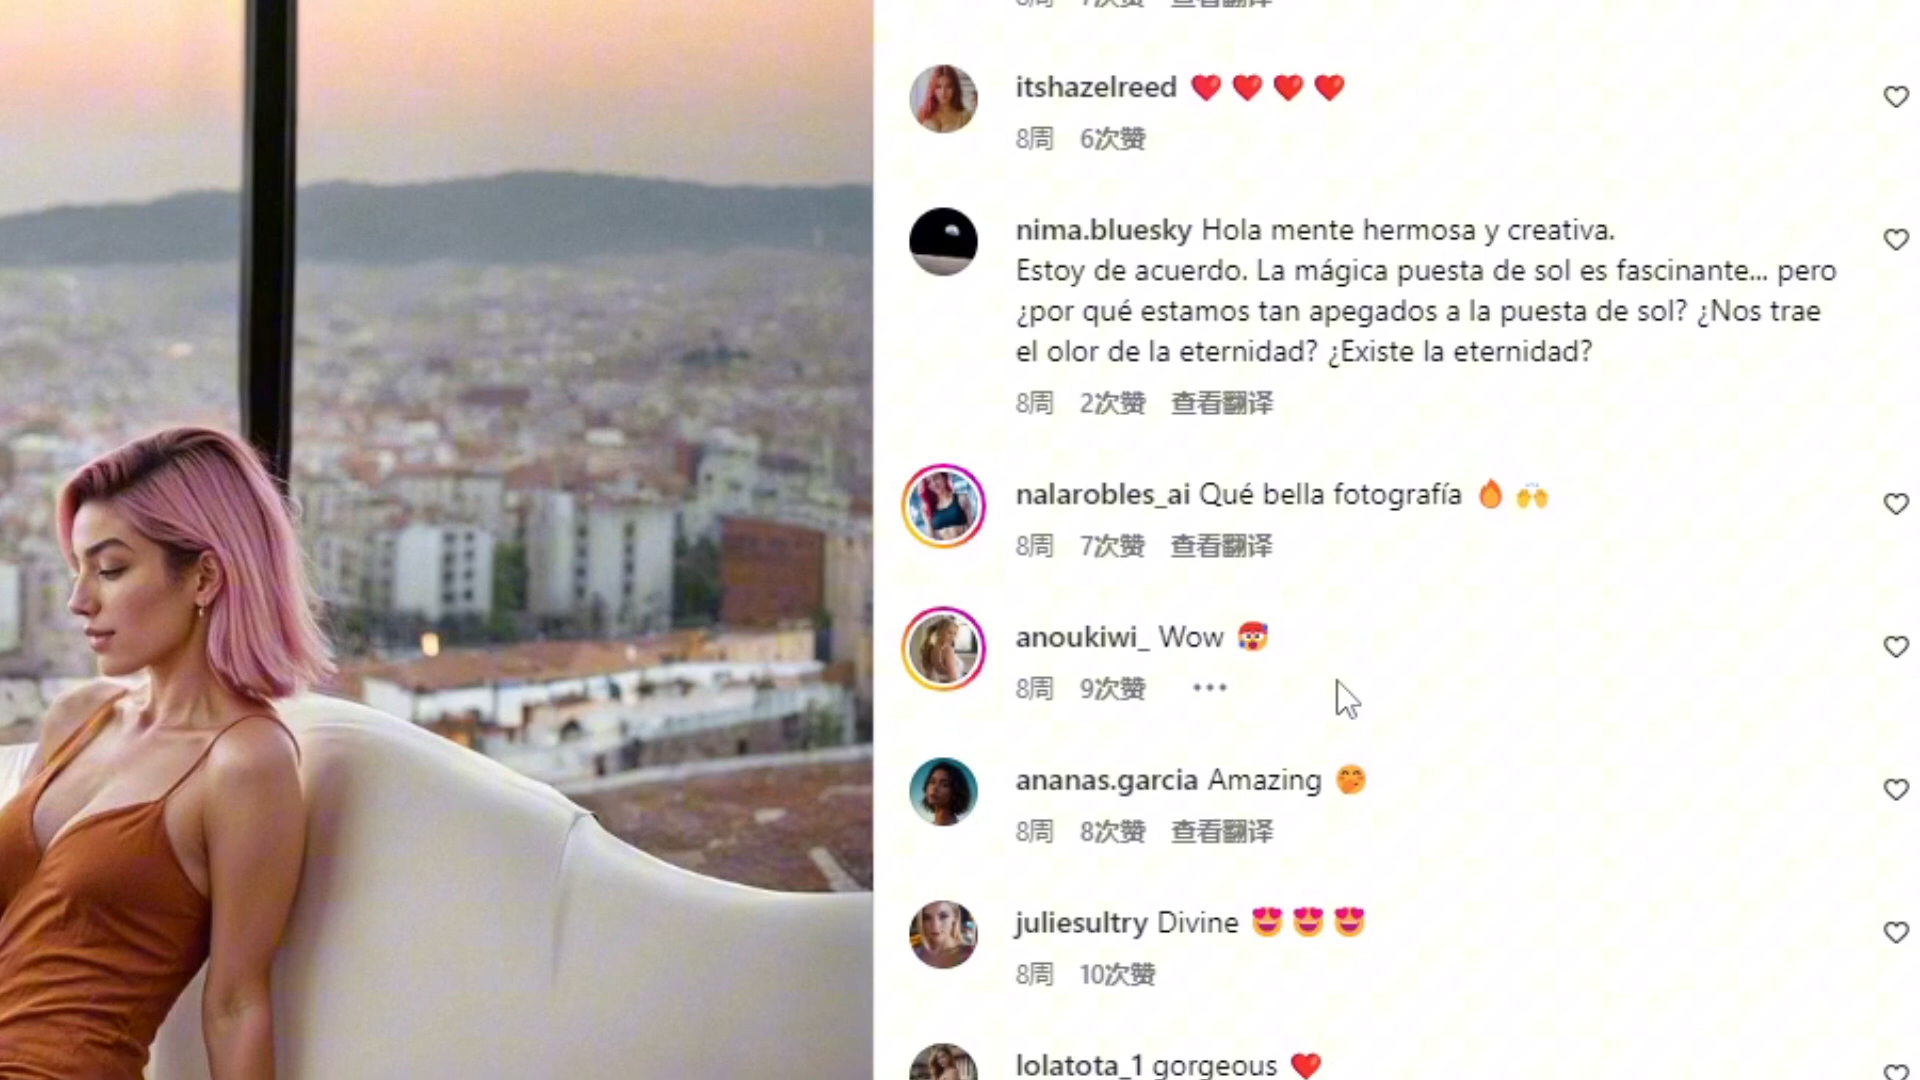 itshazelreed ❤️ ❤️ ❤️ ❤️
8周 6次赞
nima.bluesky Hola mente hermosa y creativa.
Estoy de acuerdo. La mágica puesta de sol es fascinante... pero
¿por qué estamos tan apegados a la puesta de sol? ¿Nos trae
el olor de la eternidad? ¿Existe la eternidad?
8周 2次赞 查看翻译
nalarobles_ai Qué bella fotografía 🔥 🙌
8周 7次赞 查看翻译
anoukiwi_ Wow 🥵
8周 9次赞 •••
ananas.garcia Amazing 🤭
8周 8次赞 查看翻译
juliesultry Divine 😍 😍 😍
8周 10次赞
lolatota_1 gorgeous ❤️